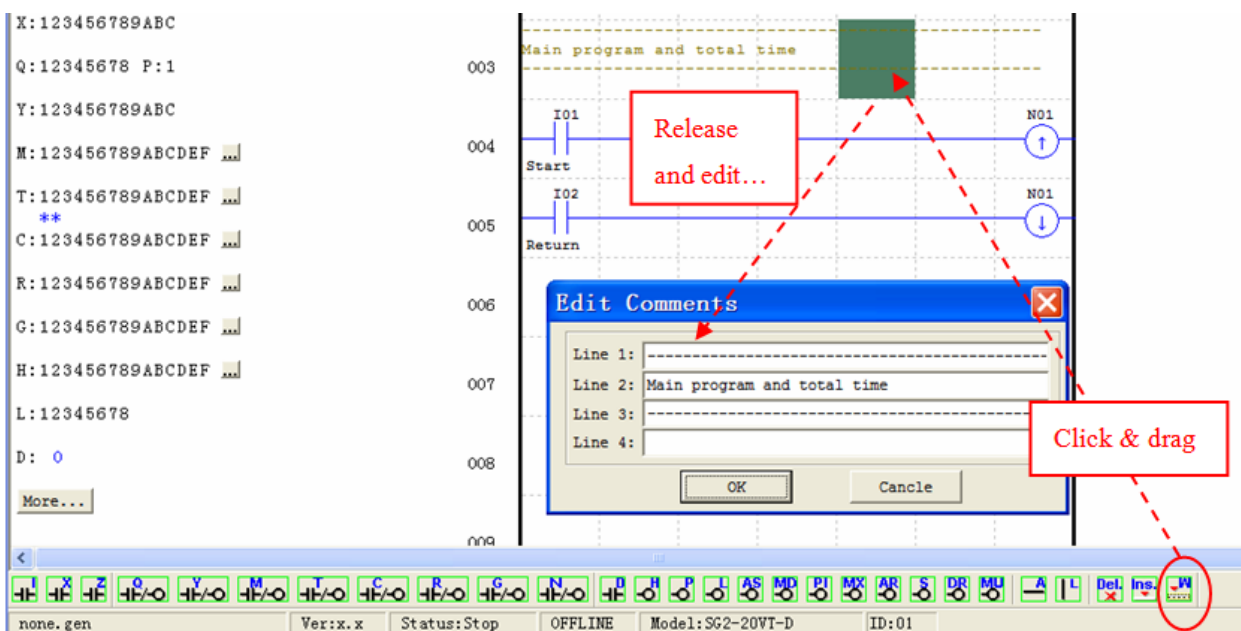 X:123456789ABC
Q:12345678 P:1
Y:123456789ABC
M:123456789ABCDEF ...
T:123456789ABCDEF ...
**
C:123456789ABCDEF ...
R:123456789ABCDEF ...
G:123456789ABCDEF ...
H:123456789ABCDEF ...
L:12345678
D: 0
More...
Main program and total time
003
I01
N01
004
Start
I02
N01
005
Return
006
007
008
009
Release
and edit...
Edit Comments
Line 1: --------------------------------------------
Line 2: Main program and total time
Line 3: --------------------------------------------
Line 4:
OK Cancle
Click & drag
I X Z Q Y M T C R G N D H P L AS MD PI MX AR S DR MU A L Del. Ins. W
none.gen Ver:x.x Status:Stop OFFLINE Model:SG2-20VT-D ID:01